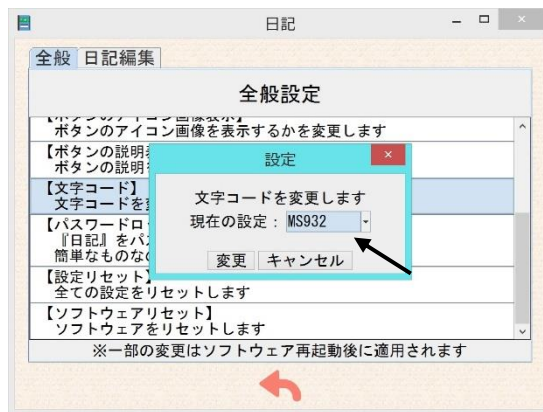 日記
全般 日記編集
全般設定
ボタンのアイコン画像を表示するかを変更します
【ボタンの説明
ボタンの説明
設定
【文字コード】
文字コードを
文字コードを変更します
現在の設定： MS932
変更 キャンセル
【パスワードロ
『日記』をパ
簡単なものな
【設定リセット】
全ての設定をリセットします
【ソフトウェアリセット】
ソフトウェアをリセットします
※一部の変更はソフトウェア再起動後に適用されます